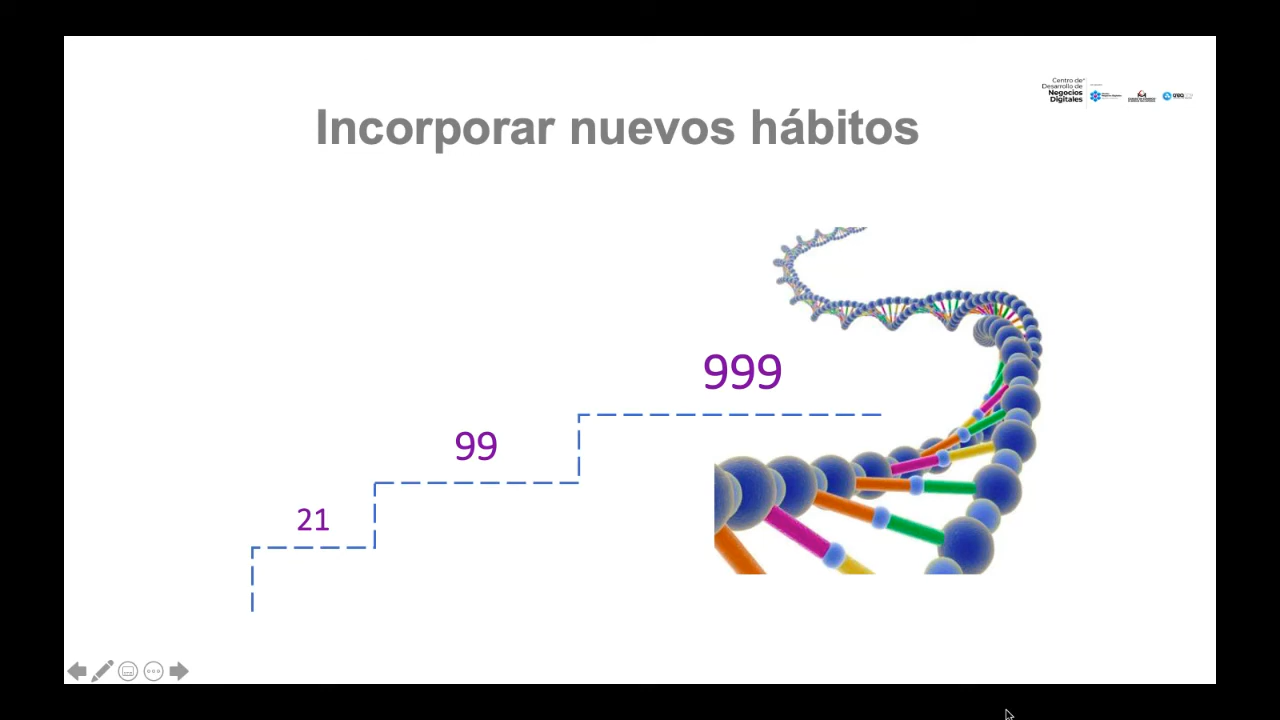 Centro de
Desarrollo de
Negocios
Digitales
Incorporar nuevos hábitos
999
99
21